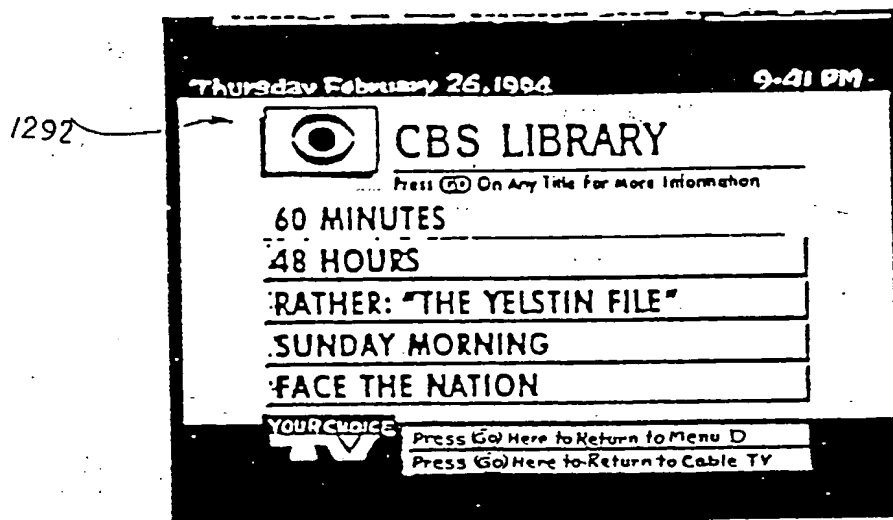 Thursday February 26, 1994 9:41 PM
1292
CBS LIBRARY
Press GO On Any Title for More Information
60 MINUTES
48 HOURS
RATHER: "THE YELSTIN FILE"
SUNDAY MORNING
FACE THE NATION
YOUR CHOICE
TV
Press Go Here to Return to Menu D
Press Go Here to Return to Cable TV